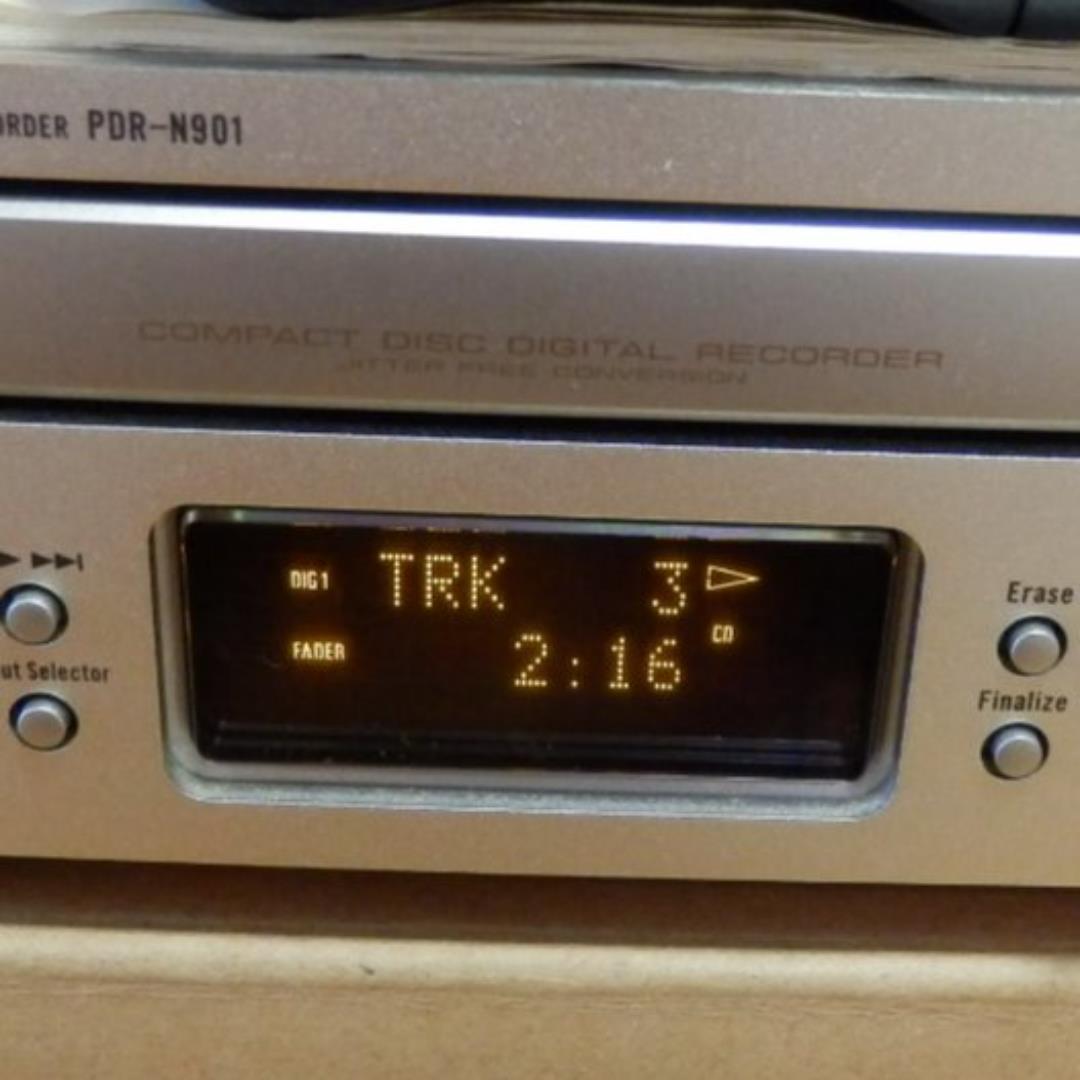 ORDER PDR-N901
COMPACT DISC DIGITAL RECORDER
JITTER FREE CONVERSION
DIG1 TRK 3
CD
FADER 2:16
ut Selector
Erase
Finalize